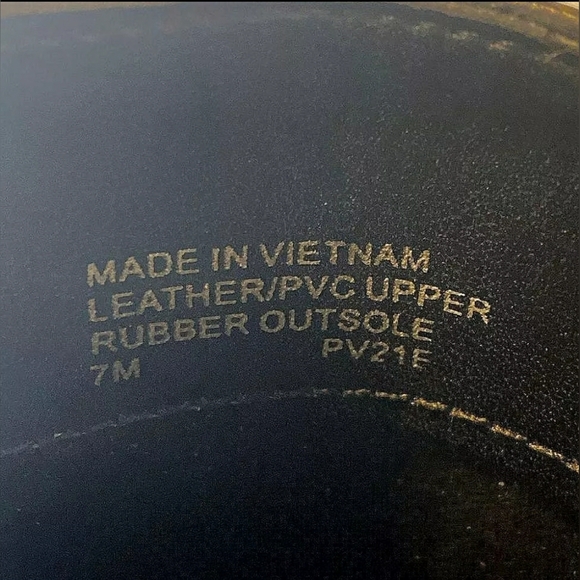 MADE IN VIETNAM
LEATHER/PVC UPPER
RUBBER OUTSOLE
7M PV21E